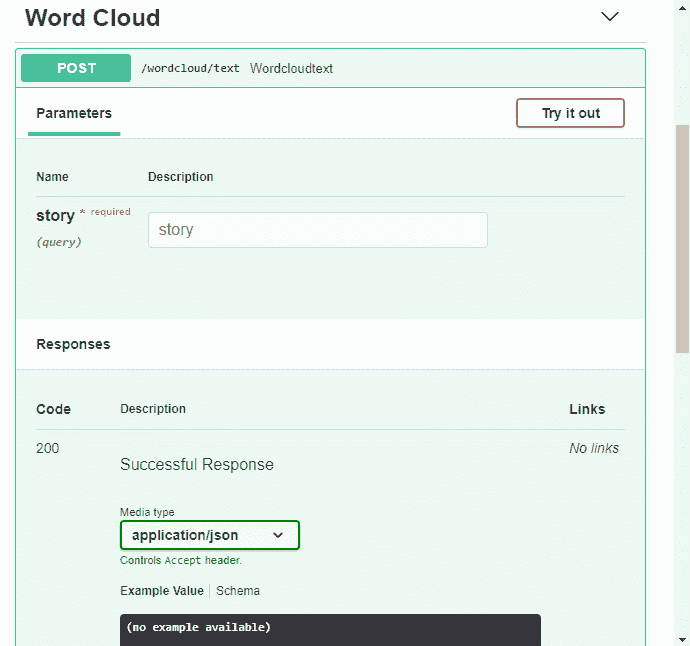 Word Cloud
POST /wordcloud/text Wordcloudtext
Parameters Try it out
Name Description
story * required
(query)
story
Responses
Code Description Links
200 No links
Successful Response
Media type
application/json
Controls Accept header.
Example Value Schema
(no example available)